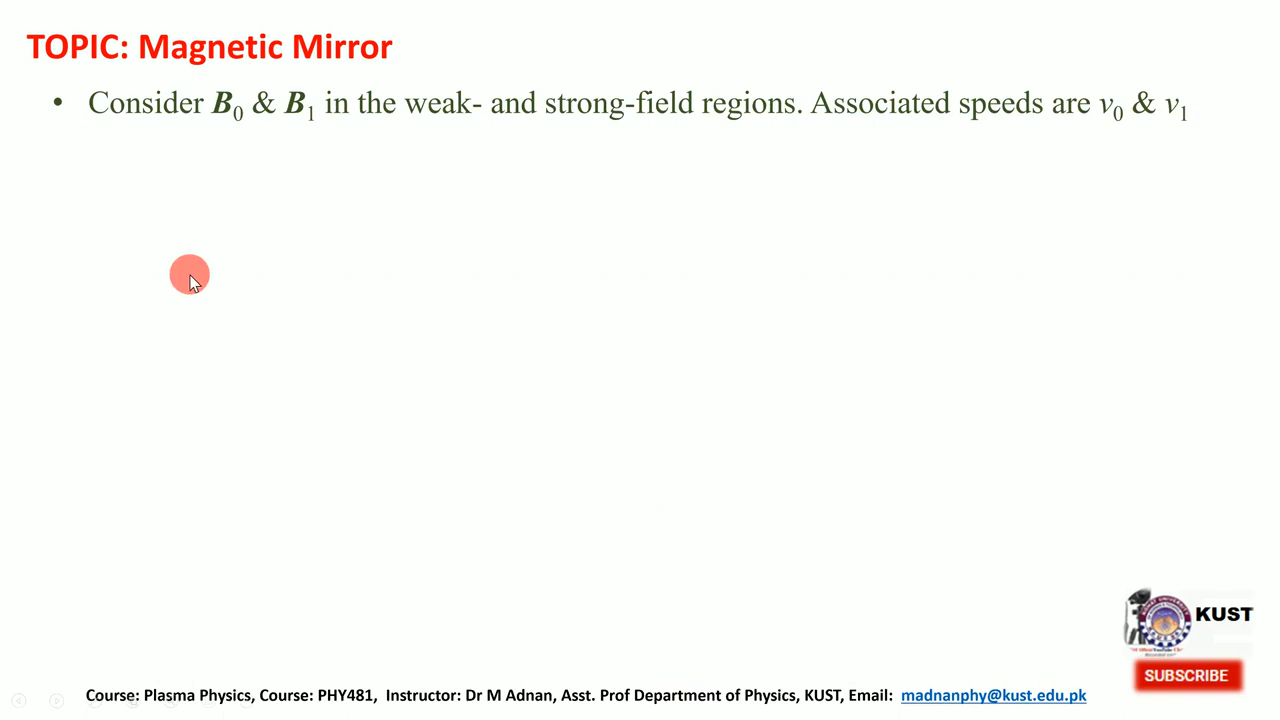 TOPIC: Magnetic Mirror
• Consider B0 & B1 in the weak- and strong-field regions. Associated speeds are v0 & v1
KUST
SUBSCRIBE
Course: Plasma Physics, Course: PHY481, Instructor: Dr M Adnan, Asst. Prof Department of Physics, KUST, Email: madnanphy@kust.edu.pk